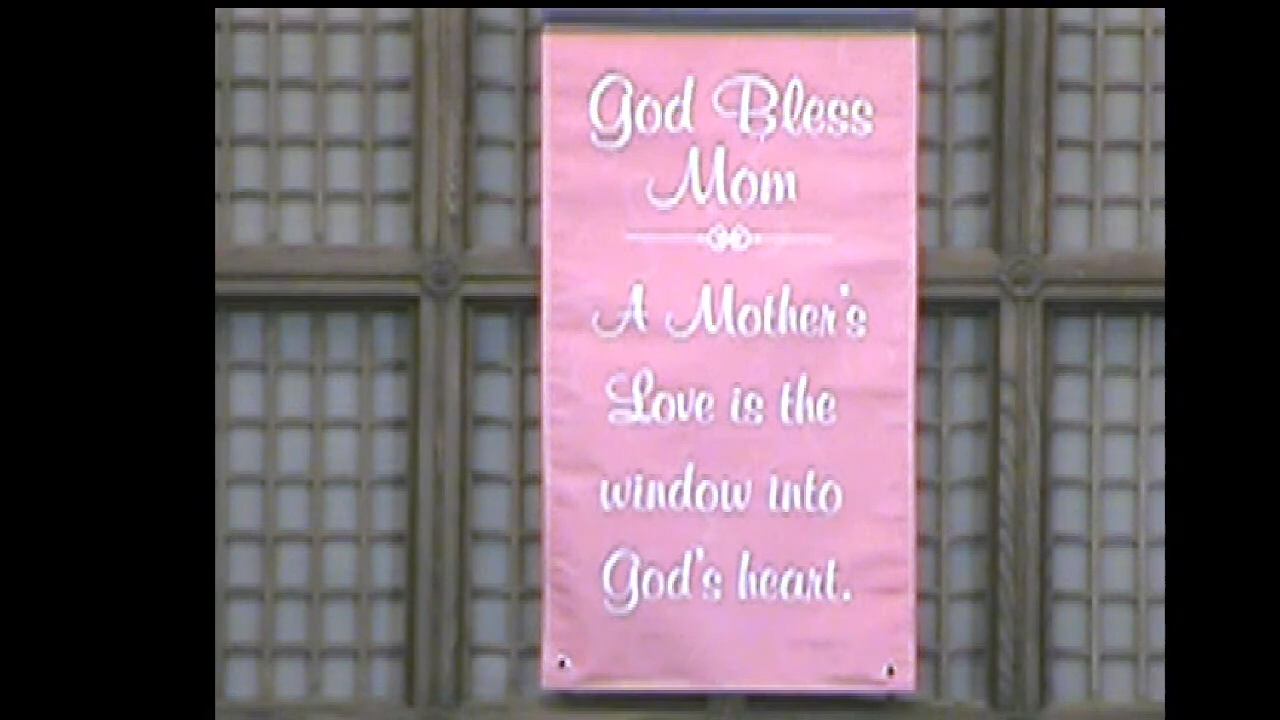 God Bless
Mom
A Mother's
Love is the
window into
God's heart.